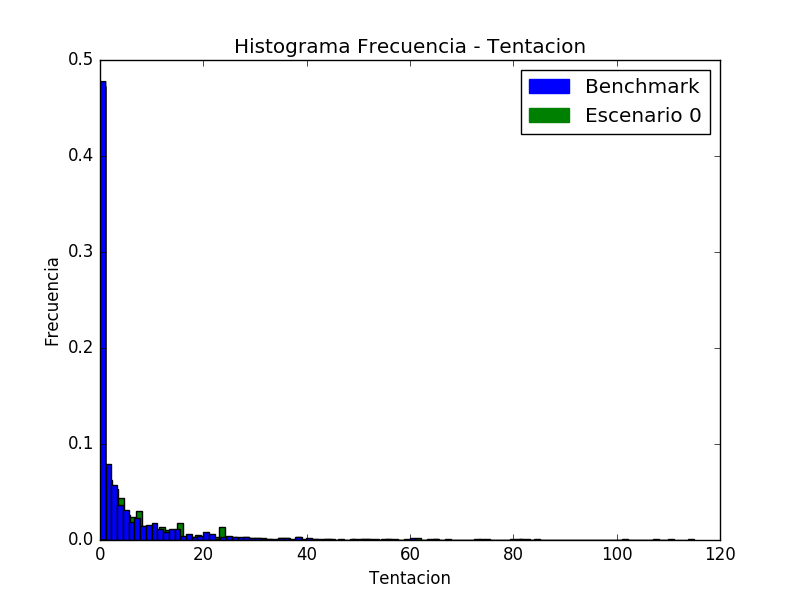 Histograma Frecuencia - Tentacion
Benchmark
Escenario 0
Frecuencia
0.5
0.4
0.3
0.2
0.1
0.0
0 20 40 60 80 100 120
Tentacion